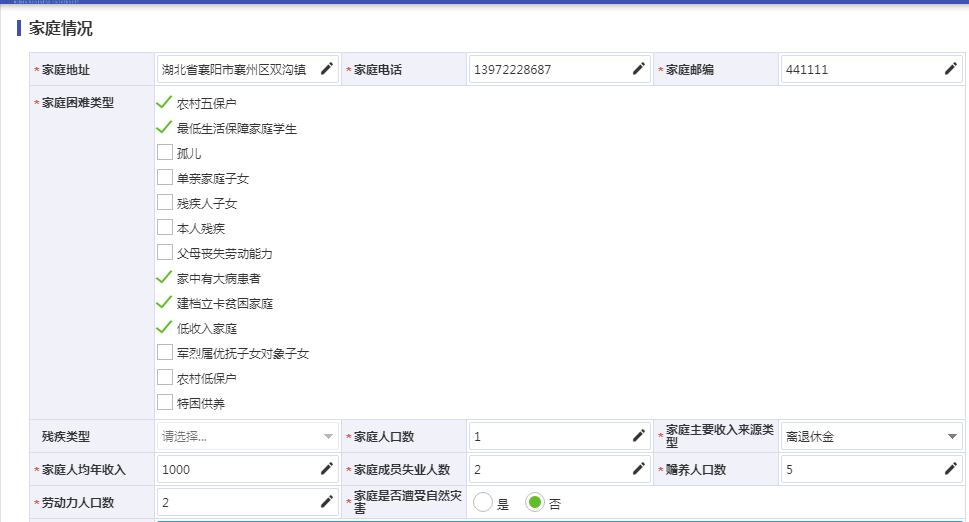 家庭情况
*家庭地址 湖北省襄阳市襄州区双沟镇 *家庭电话 13972228687 *家庭邮编 441111
*家庭困难类型
农村五保户
最低生活保障家庭学生
孤儿
单亲家庭子女
残疾人子女
本人残疾
父母丧失劳动能力
家中有大病患者
建档立卡贫困家庭
低收入家庭
军烈属优抚子女对象子女
农村低保户
特困供养
残疾类型 请选择... *家庭人口数 1 *家庭主要收入来源类
型 离退休金
*家庭人均年收入 1000 *家庭成员失业人数 2 *赡养人口数 5
*劳动力人口数 2 *家庭是否遭受自然灾
害 是 否